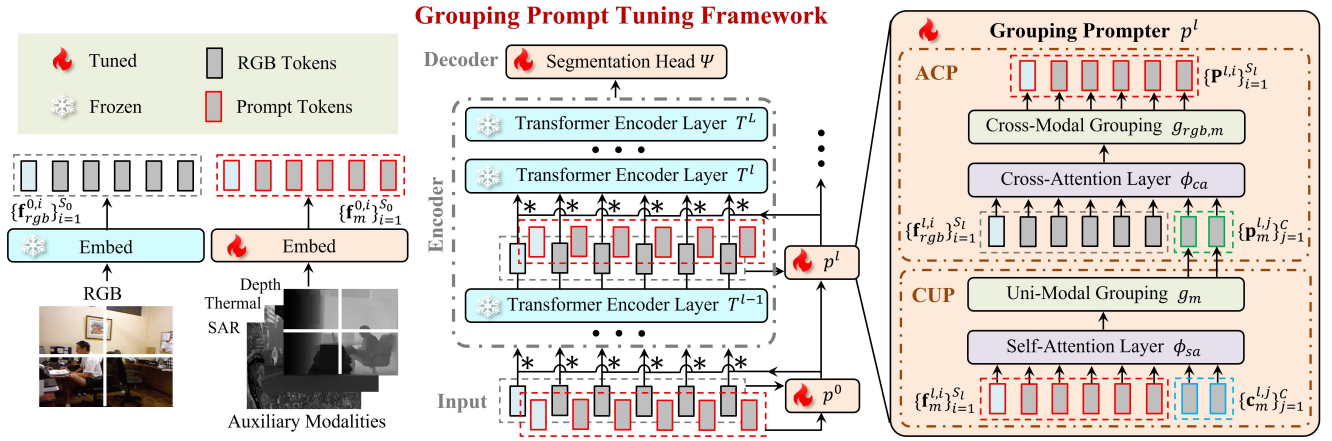 Grouping Prompt Tuning Framework
Tuned
RGB Tokens
Frozen
Prompt Tokens
{f_{rgb}^{0,i}}_{i=1}^{S_0}
{f_m^{0,i}}_{i=1}^{S_0}
Embed
Embed
RGB
Depth
Thermal
SAR
Auxiliary Modalities
Decoder
Segmentation Head Ψ
Encoder
Transformer Encoder Layer T^L
• • •
Transformer Encoder Layer T^l
* * * * * *
p^l
Transformer Encoder Layer T^{l-1}
• • •
* * * * * *
Input
p^0
Grouping Prompter p^l
ACP
{P^{l,i}}_{i=1}^{S_l}
Cross-Modal Grouping g_{rgb,m}
Cross-Attention Layer ϕ_{ca}
{f_{rgb}^{l,i}}_{i=1}^{S_l}
{p_m^{l,j}}_{j=1}^C
CUP
Uni-Modal Grouping g_m
Self-Attention Layer ϕ_{sa}
{f_m^{l,i}}_{i=1}^{S_l}
{c_m^{l,j}}_{j=1}^C